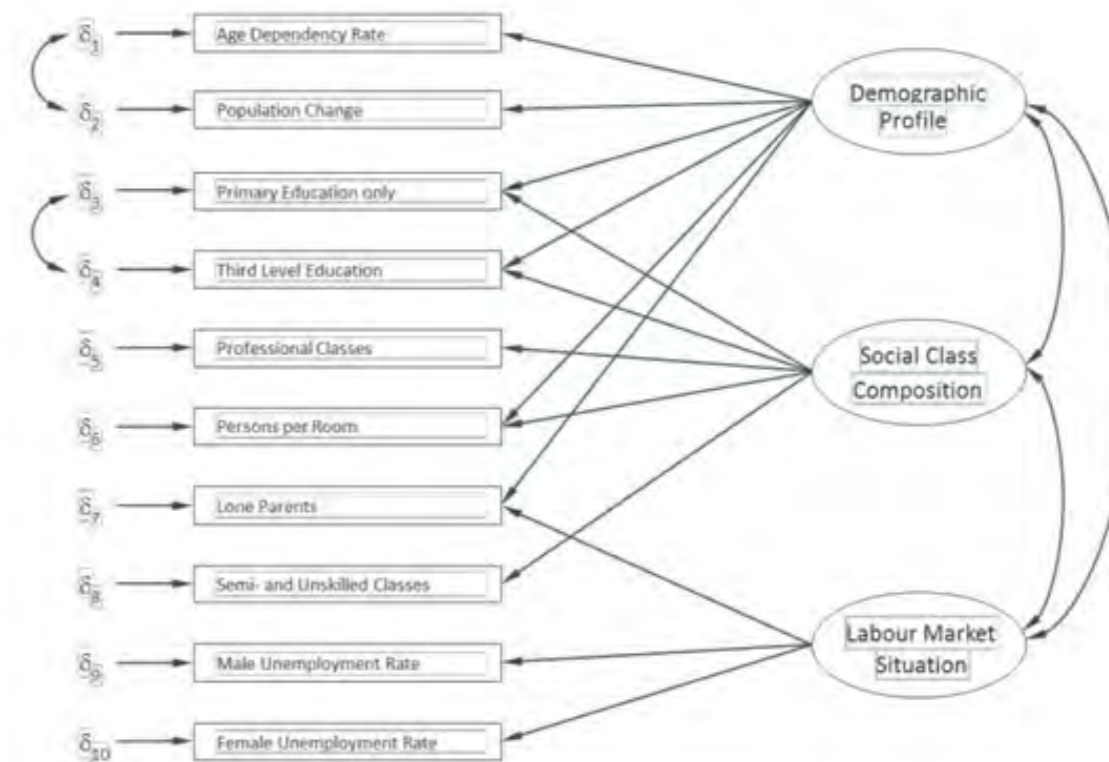 δ1
Age Dependency Rate
δ2
Population Change
δ3
Primary Education only
δ4
Third Level Education
δ5
Professional Classes
δ6
Persons per Room
δ7
Lone Parents
δ8
Semi- and Unskilled Classes
δ9
Male Unemployment Rate
δ10
Female Unemployment Rate
Demographic
Profile
Social Class
Composition
Labour Market
Situation